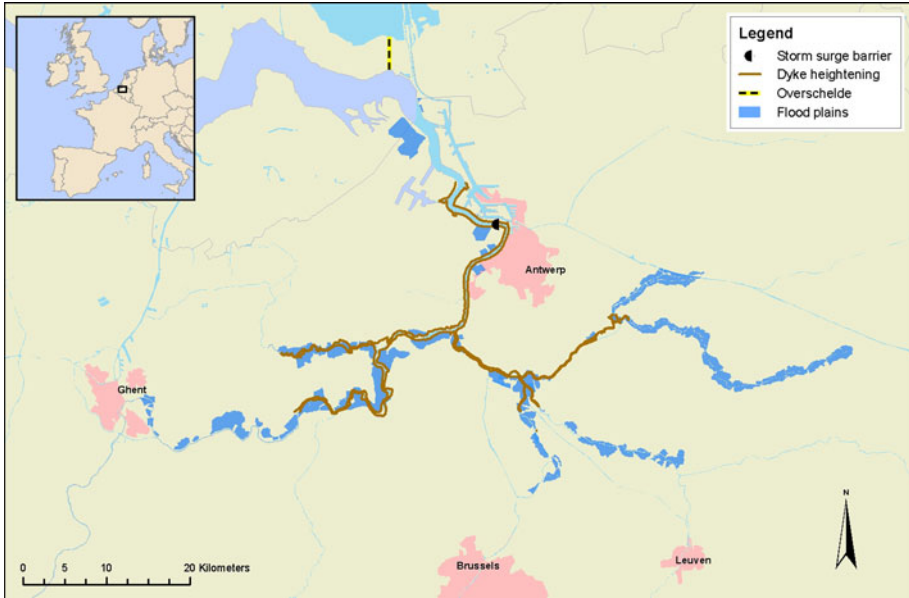 Legend
Storm surge barrier
Dyke heightening
Overschelde
Flood plains
Antwerp
Ghent
N
0 5 10 20 Kilometers
Brussels
Leuven